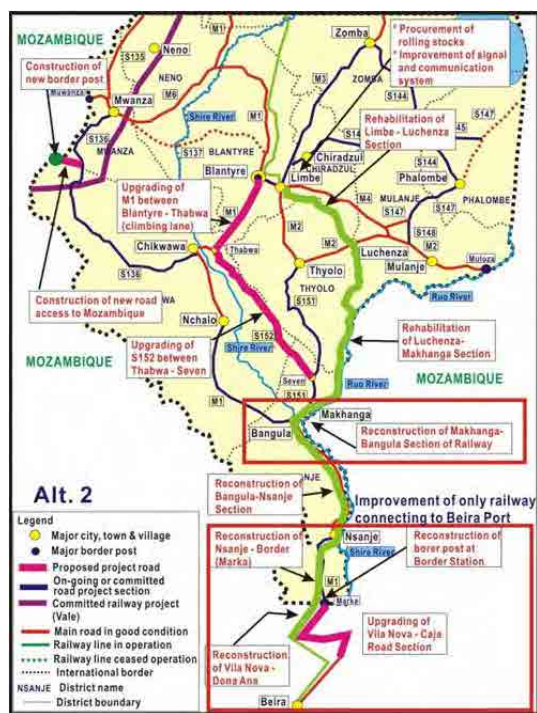 MOZAMBIQUE
Neno
S135
NENO
Construction of
new border post
Mwanza
M6
M1
Shire River
Zomba
* Procurement of
rolling stocks
* Improvement of signal
and communication
system
M3
ZOMBA
S144
S147
Rehabilitation of
Limbe - Luchenza
Section
S136
MWANZA
S137
BLANTYRE
Chiradzul
CHIRADZUL
S144
Phalombe
Blantyre
Limbe
Upgrading of
M1 between
Blantyre - Thabwa
(climbing lane)
M1
M4
MULANJE
S147
PHALOMBE
S148
M2
M2
M2
Luchenza
Mulanje
Muloza
Chikwawa
Thabwa
Thyolo
THYOLO
S151
Ruo River
S136
Construction of new road
access to Mozambique
Nchalo
S152
Upgrading of
S152 between
Thabwa - Seven
Shire River
Rehabilitation
of Luchenza-
Makhanga Section
MOZAMBIQUE
Ruo River
MOZAMBIQUE
Seven
S151
M1
Makhanga
Bangula
Reconstruction of Makhanga-
Bangula Section of Railway
Alt. 2
Reconstruction of
Bangula-Nsanje
Section
Improvement of only railway
connecting to Beira Port
Legend
Major city, town & village
Major border post
Proposed project road
On-going or committed
road project section
Committed railway project
(Vale)
Main road in good condition
Railway line in operation
Railway line ceased operation
International border
NSANJE District name
District boundary
Reconstruction of
Nsanje - Border
(Marka)
Nsanje
Shire River
M1
Marka
Reconstruction of
borer post at
Border Station
Upgrading of
Vila Nova - Caja
Road Section
Reconstruction
of Vila Nova -
Dona Ana
Beira